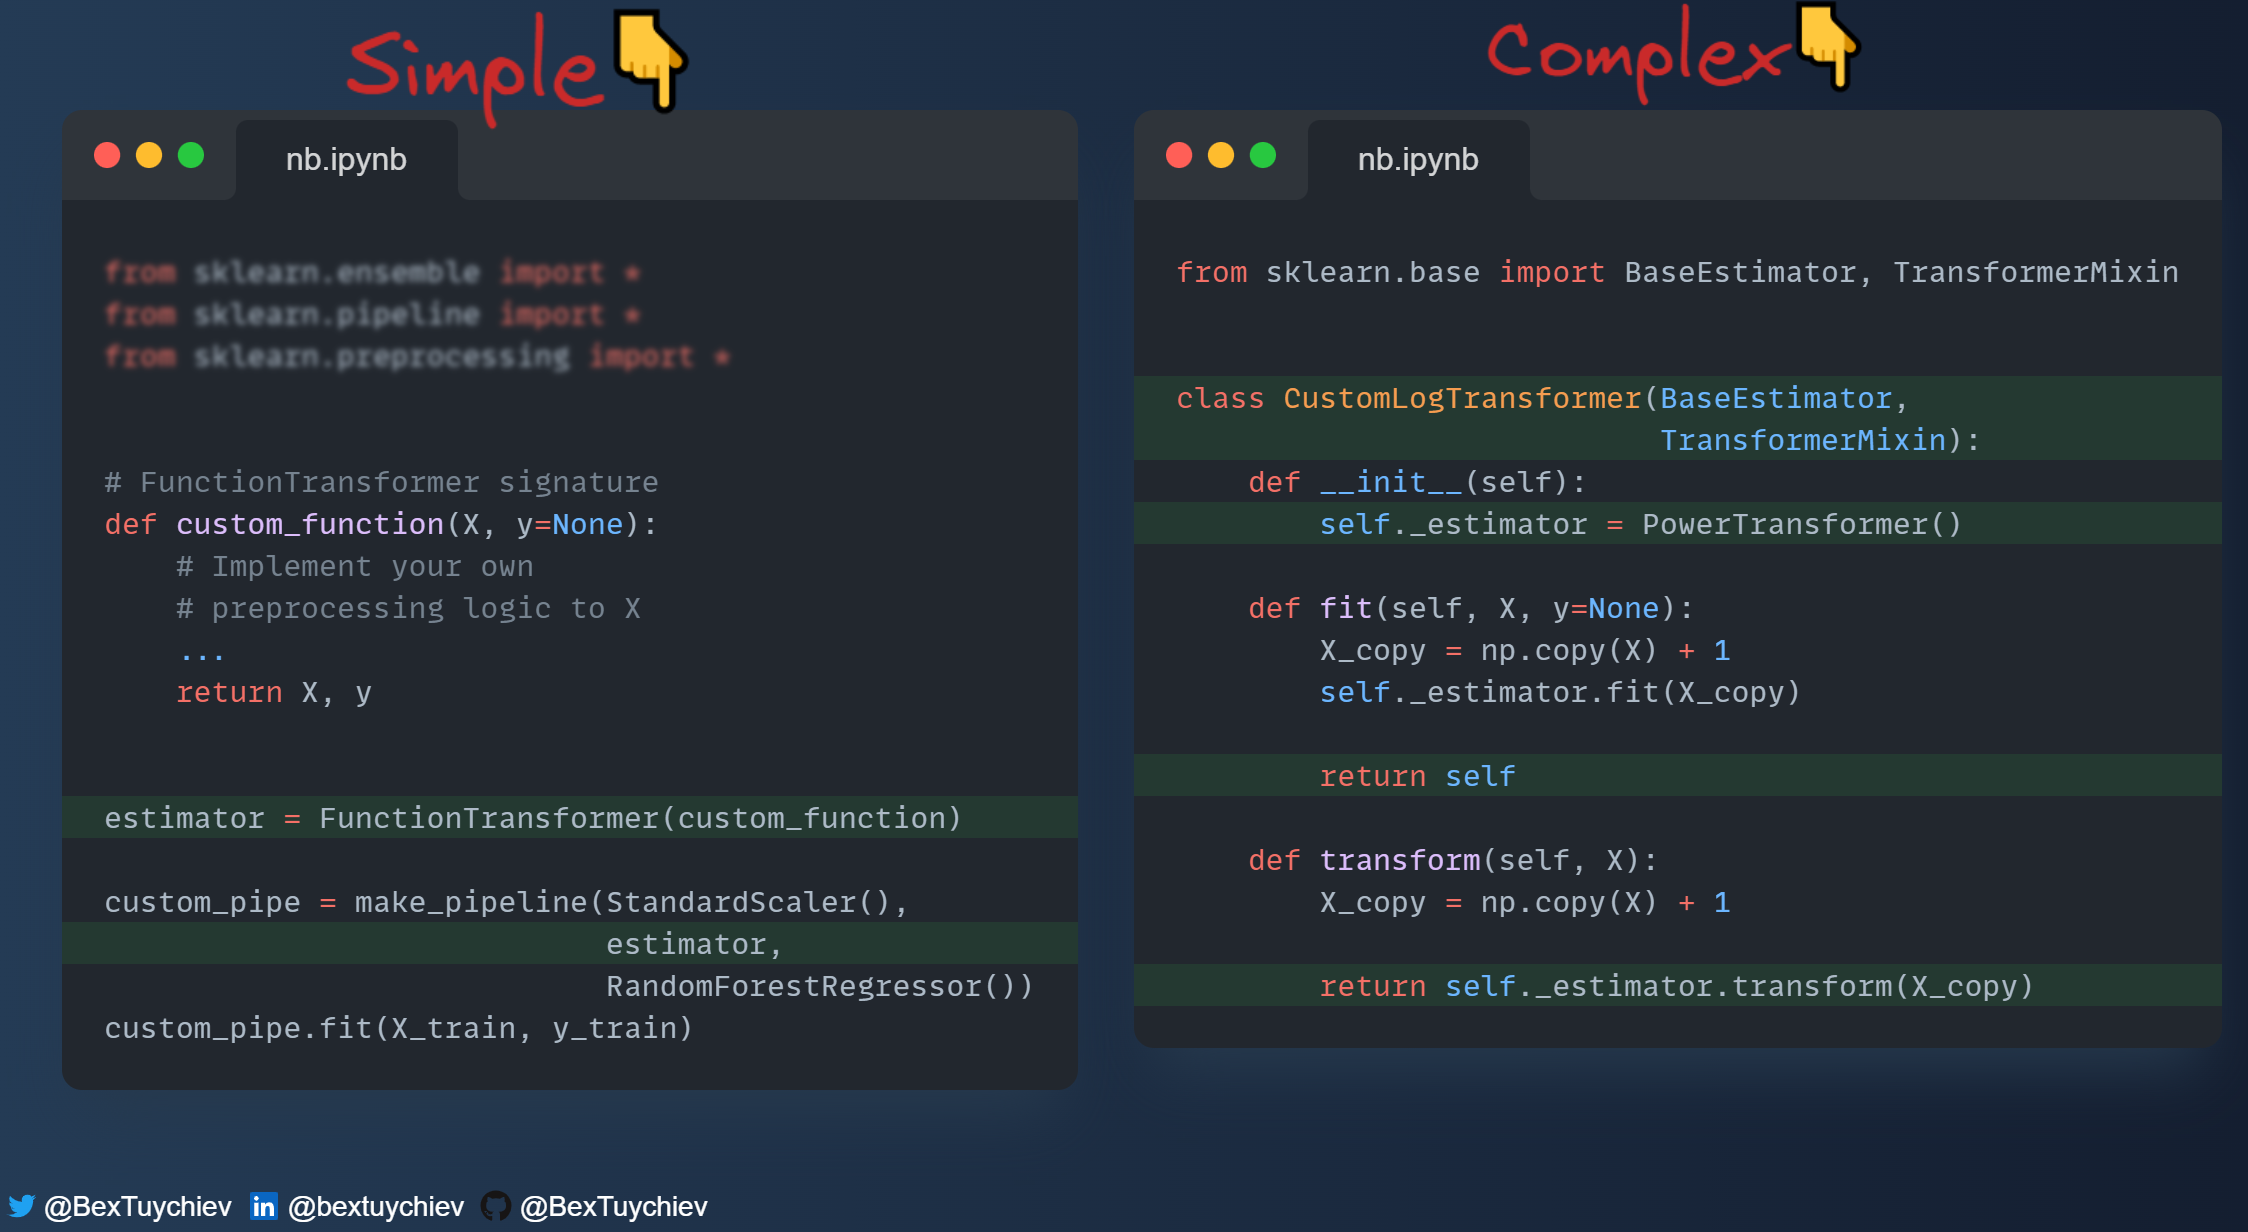 Simple
nb.ipynb
from sklearn.ensemble import *
from sklearn.pipeline import *
from sklearn.preprocessing import *
# FunctionTransformer signature
def custom_function(X, y=None):
    # Implement your own
    # preprocessing logic to X
    ...
    return X, y
estimator = FunctionTransformer(custom_function)
custom_pipe = make_pipeline(StandardScaler(),
                            estimator,
                            RandomForestRegressor())
custom_pipe.fit(X_train, y_train)
Complex
nb.ipynb
from sklearn.base import BaseEstimator, TransformerMixin
class CustomLogTransformer(BaseEstimator,
                           TransformerMixin):
    def __init__(self):
        self._estimator = PowerTransformer()
    def fit(self, X, y=None):
        X_copy = np.copy(X) + 1
        self._estimator.fit(X_copy)
        return self
    def transform(self, X):
        X_copy = np.copy(X) + 1
        return self._estimator.transform(X_copy)
@BexTuychiev in @bextuychiev @BexTuychiev